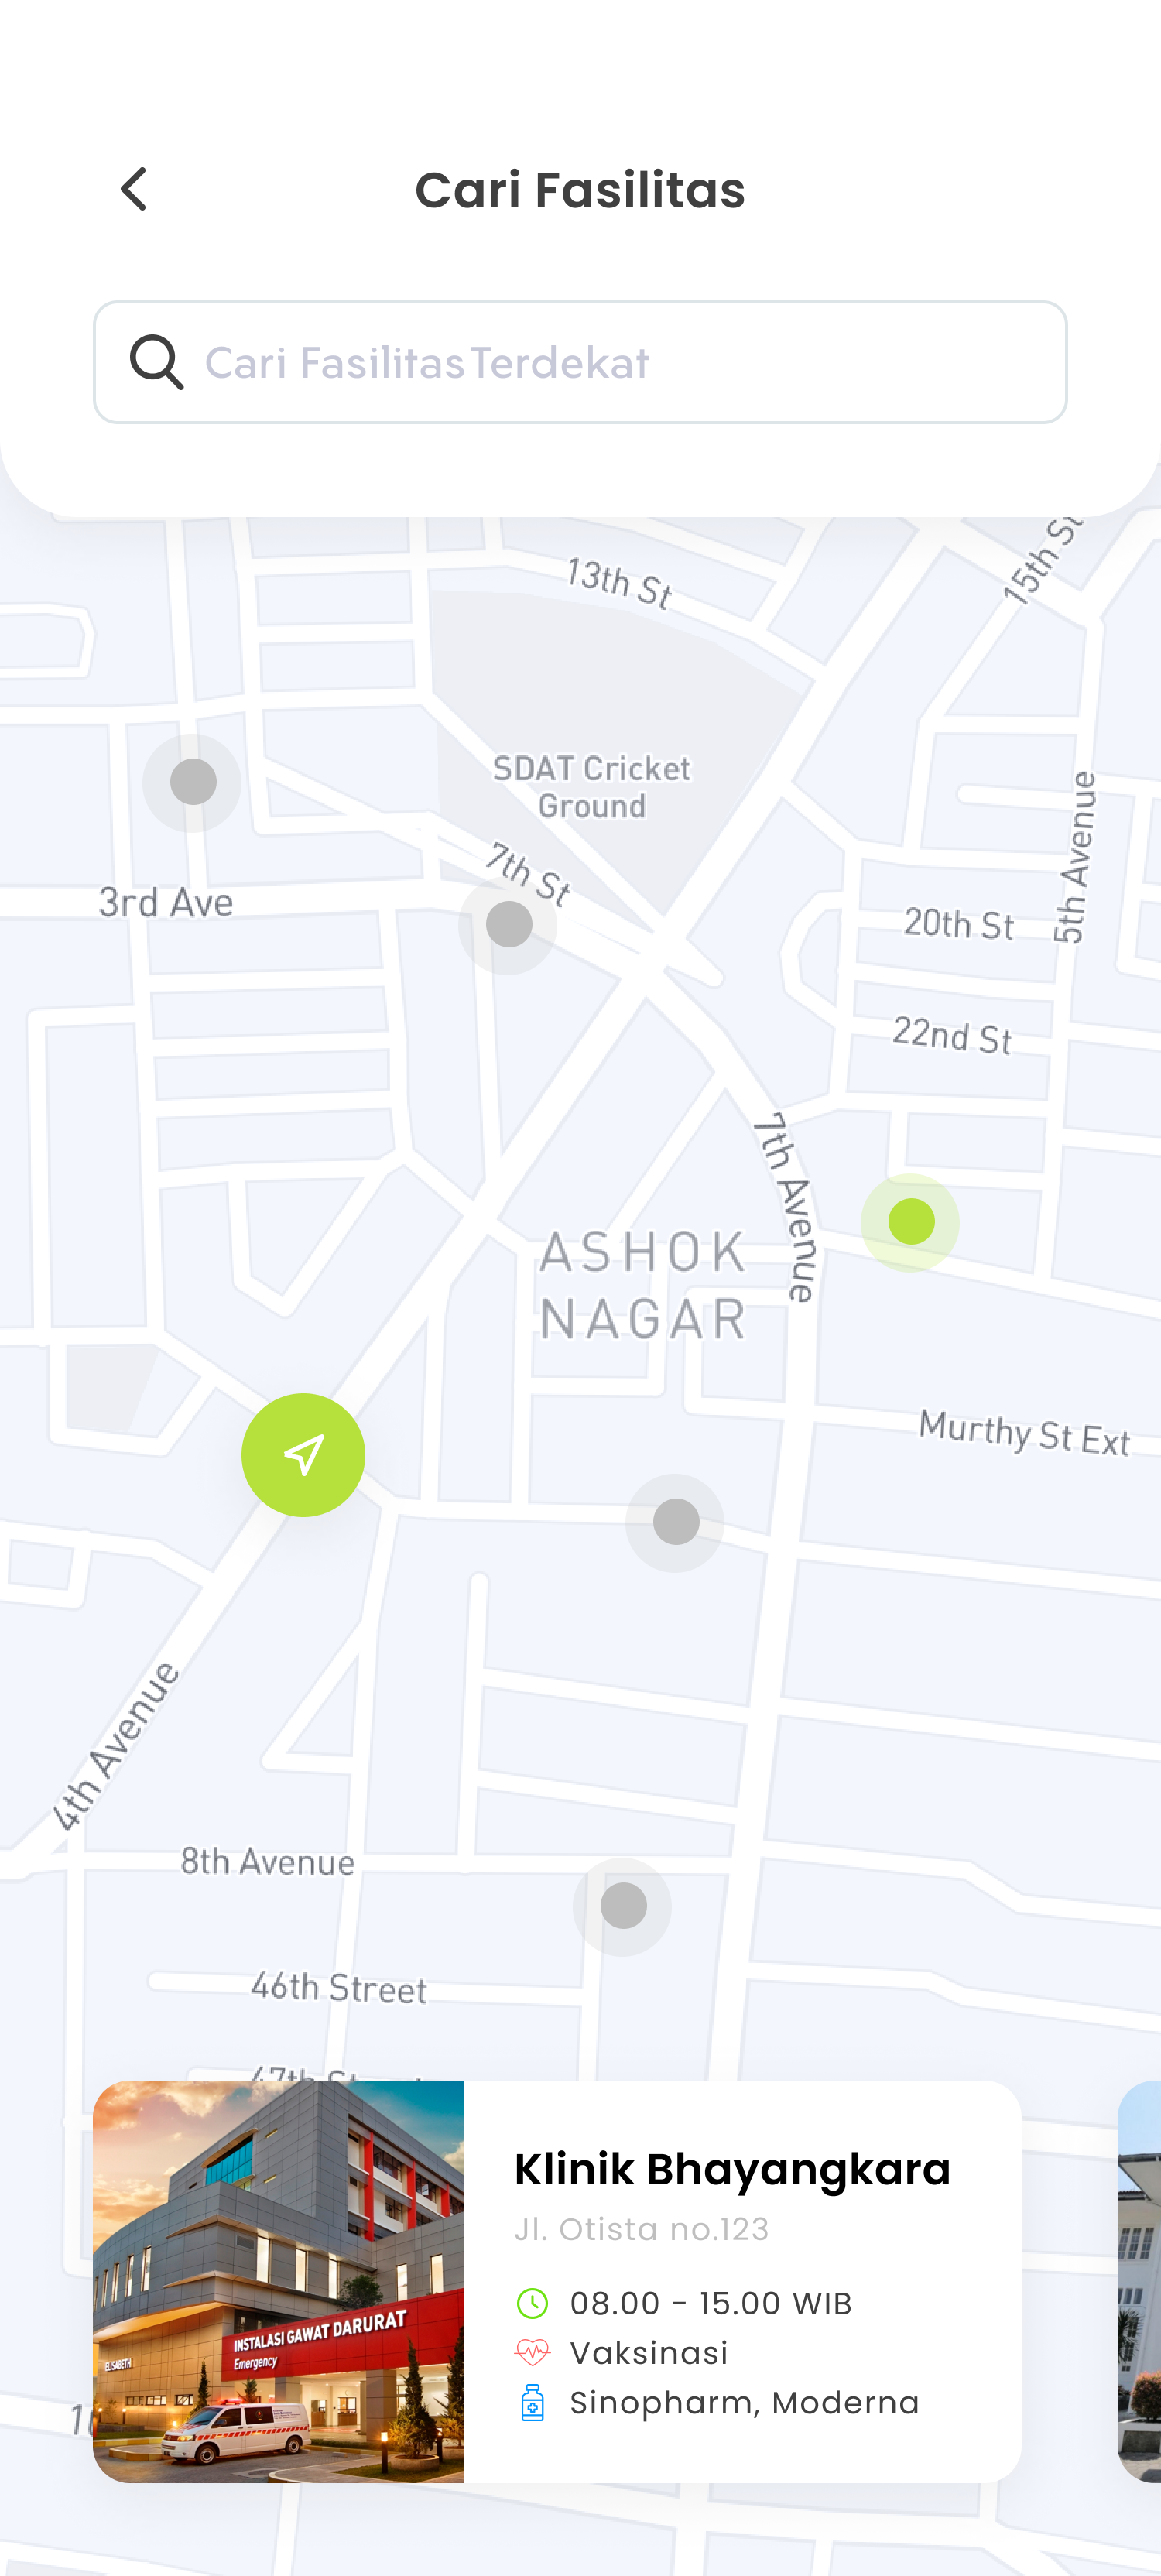 Cari Fasilitas
Cari Fasilitas Terdekat
13th St
15th St
SDAT Cricket
Ground
5th Avenue
7th St
3rd Ave
20th St
22nd St
7th Avenue
ASHOK
NAGAR
Murthy St Ext
4th Avenue
8th Avenue
46th Street
Klinik Bhayangkara
Jl. Otista no.123
08.00 - 15.00 WIB
Vaksinasi
Sinopharm, Moderna
INSTALASI GAWAT DARURAT
Emergency
ELISABETH